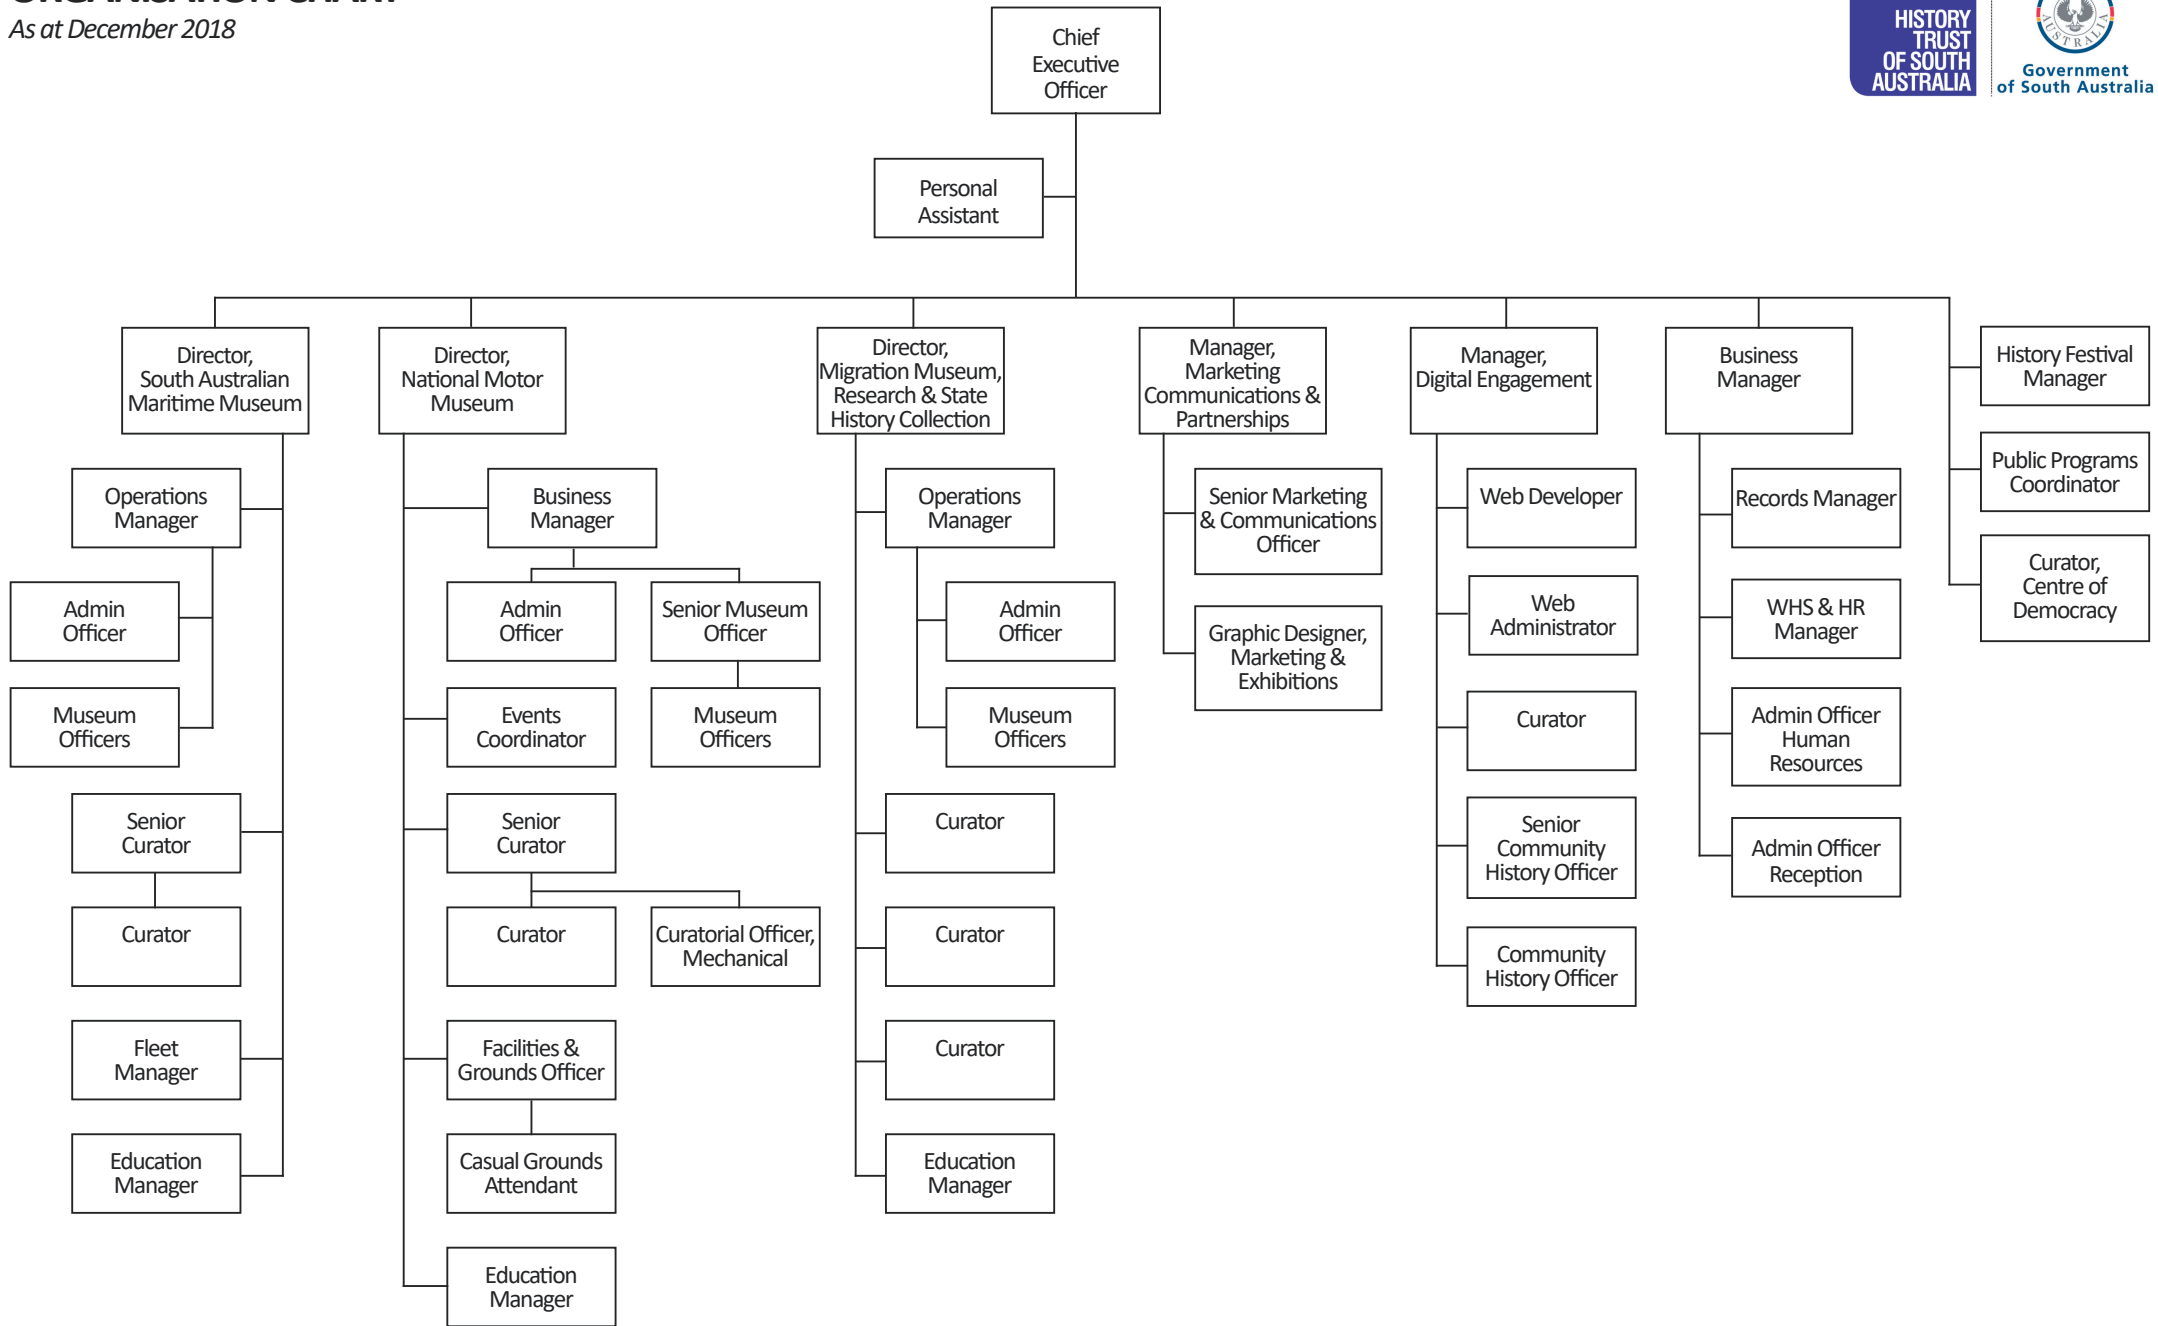 ORGANISATION CHART
As at December 2018
HISTORY
TRUST
OF SOUTH
AUSTRALIA
AUSTRALIA
Government
of South Australia
Chief
Executive
Officer
Personal
Assistant
Director,
South Australian
Maritime Museum
Operations
Manager
Admin
Officer
Museum
Officers
Senior
Curator
Curator
Fleet
Manager
Education
Manager
Director,
National Motor
Museum
Business
Manager
Admin
Officer
Senior Museum
Officer
Museum
Officers
Events
Coordinator
Senior
Curator
Curator
Curatorial Officer,
Mechanical
Facilities &
Grounds Officer
Casual Grounds
Attendant
Education
Manager
Director,
Migration Museum,
Research & State
History Collection
Operations
Manager
Admin
Officer
Museum
Officers
Curator
Curator
Curator
Education
Manager
Manager,
Marketing
Communications &
Partnerships
Senior Marketing
& Communications
Officer
Graphic Designer,
Marketing &
Exhibitions
Manager,
Digital Engagement
Web Developer
Web
Administrator
Curator
Senior
Community
History Officer
Community
History Officer
Business
Manager
Records Manager
WHS & HR
Manager
Admin Officer
Human
Resources
Admin Officer
Reception
History Festival
Manager
Public Programs
Coordinator
Curator,
Centre of
Democracy